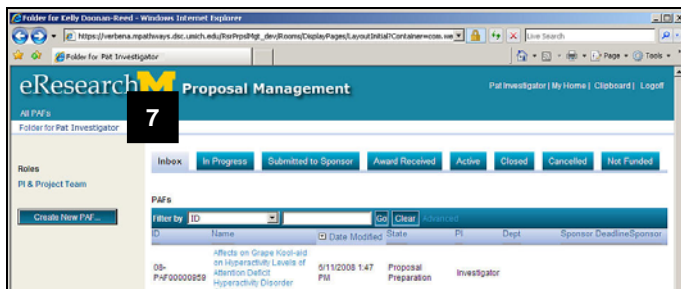 Folder for Kelly Doonan-Reed - Windows Internet Explorer
https://verbena.mpathways.dsc.umich.edu/RsrPrpslMgt_dev/Rooms/DisplayPages/LayoutInitial?Container=com.we
Live Search
Folder for Pat Investigator
Page Tools
eResearch M Proposal Management
Pat Investigator | My Home | Clipboard | Logoff
All PAFs
7
Folder for Pat Investigator
Inbox In Progress Submitted to Sponsor Award Received Active Closed Cancelled Not Funded
Roles
PI & Project Team
PAFs
Create New PAF...
Filter by ID Go Clear Advanced
ID Name Date Modified State PI Dept Sponsor Deadline Sponsor
Affects on Grape Kool-aid
on Hyperactivity Levels of
Attention Deficit
Hyperactivity Disorder
08-
PAF00000959
6/11/2008 1:47
PM
Proposal
Preparation
Investigator